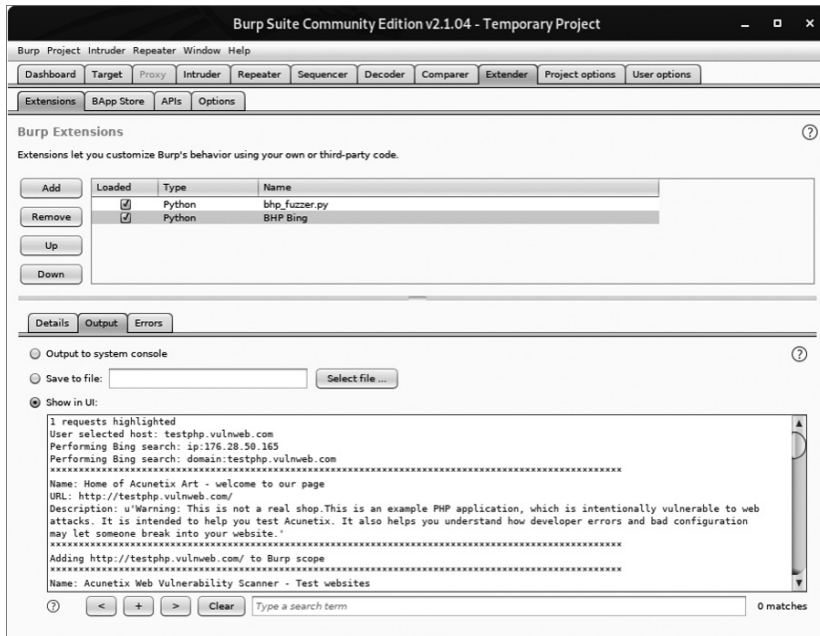 Burp Suite Community Edition v2.1.04 - Temporary Project
Burp Project Intruder Repeater Window Help
Dashboard Target Proxy Intruder Repeater Sequencer Decoder Comparer Extender Project options User options
Extensions BApp Store APIs Options
Burp Extensions
Extensions let you customize Burp's behavior using your own or third-party code.
Add
Remove
Up
Down
Loaded Type Name
Python bhp_fuzzer.py
Python BHP Bing
Details Output Errors
Output to system console
Save to file: Select file ...
Show in UI:
1 requests highlighted
User selected host: testphp.vulnweb.com
Performing Bing search: ip:176.28.50.165
Performing Bing search: domain:testphp.vulnweb.com
****************************************************************************************************
Name: Home of Acunetix Art - welcome to our page
URL: http://testphp.vulnweb.com/
Description: u'Warning: This is not a real shop.This is an example PHP application, which is intentionally vulnerable to web
attacks. It is intended to help you test Acunetix. It also helps you understand how developer errors and bad configuration
may let someone break into your website.'
****************************************************************************************************
Adding http://testphp.vulnweb.com/ to Burp scope
****************************************************************************************************
Name: Acunetix Web Vulnerability Scanner - Test websites
? < + > Clear Type a search term 0 matches